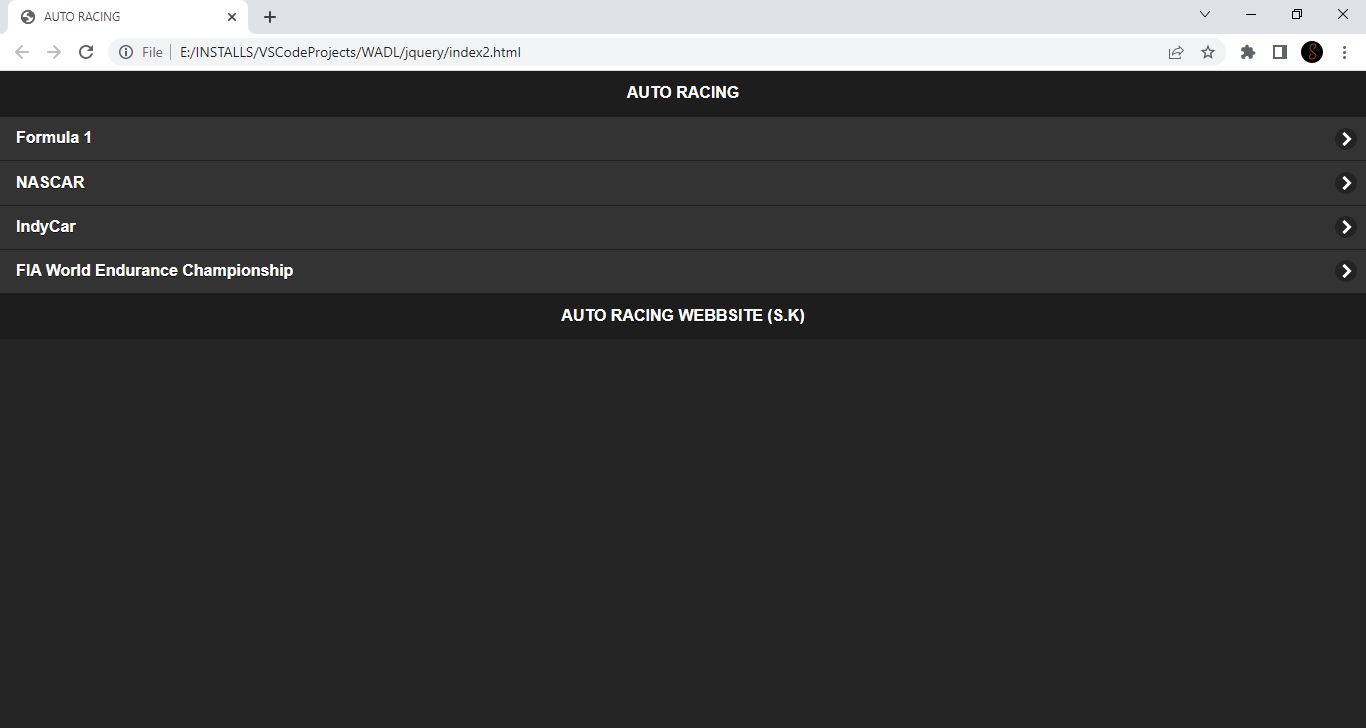 AUTO RACING
File E:/INSTALLS/VSCodeProjects/WADL/jquery/index2.html
AUTO RACING
Formula 1
NASCAR
IndyCar
FIA World Endurance Championship
AUTO RACING WEBBSITE (S.K)